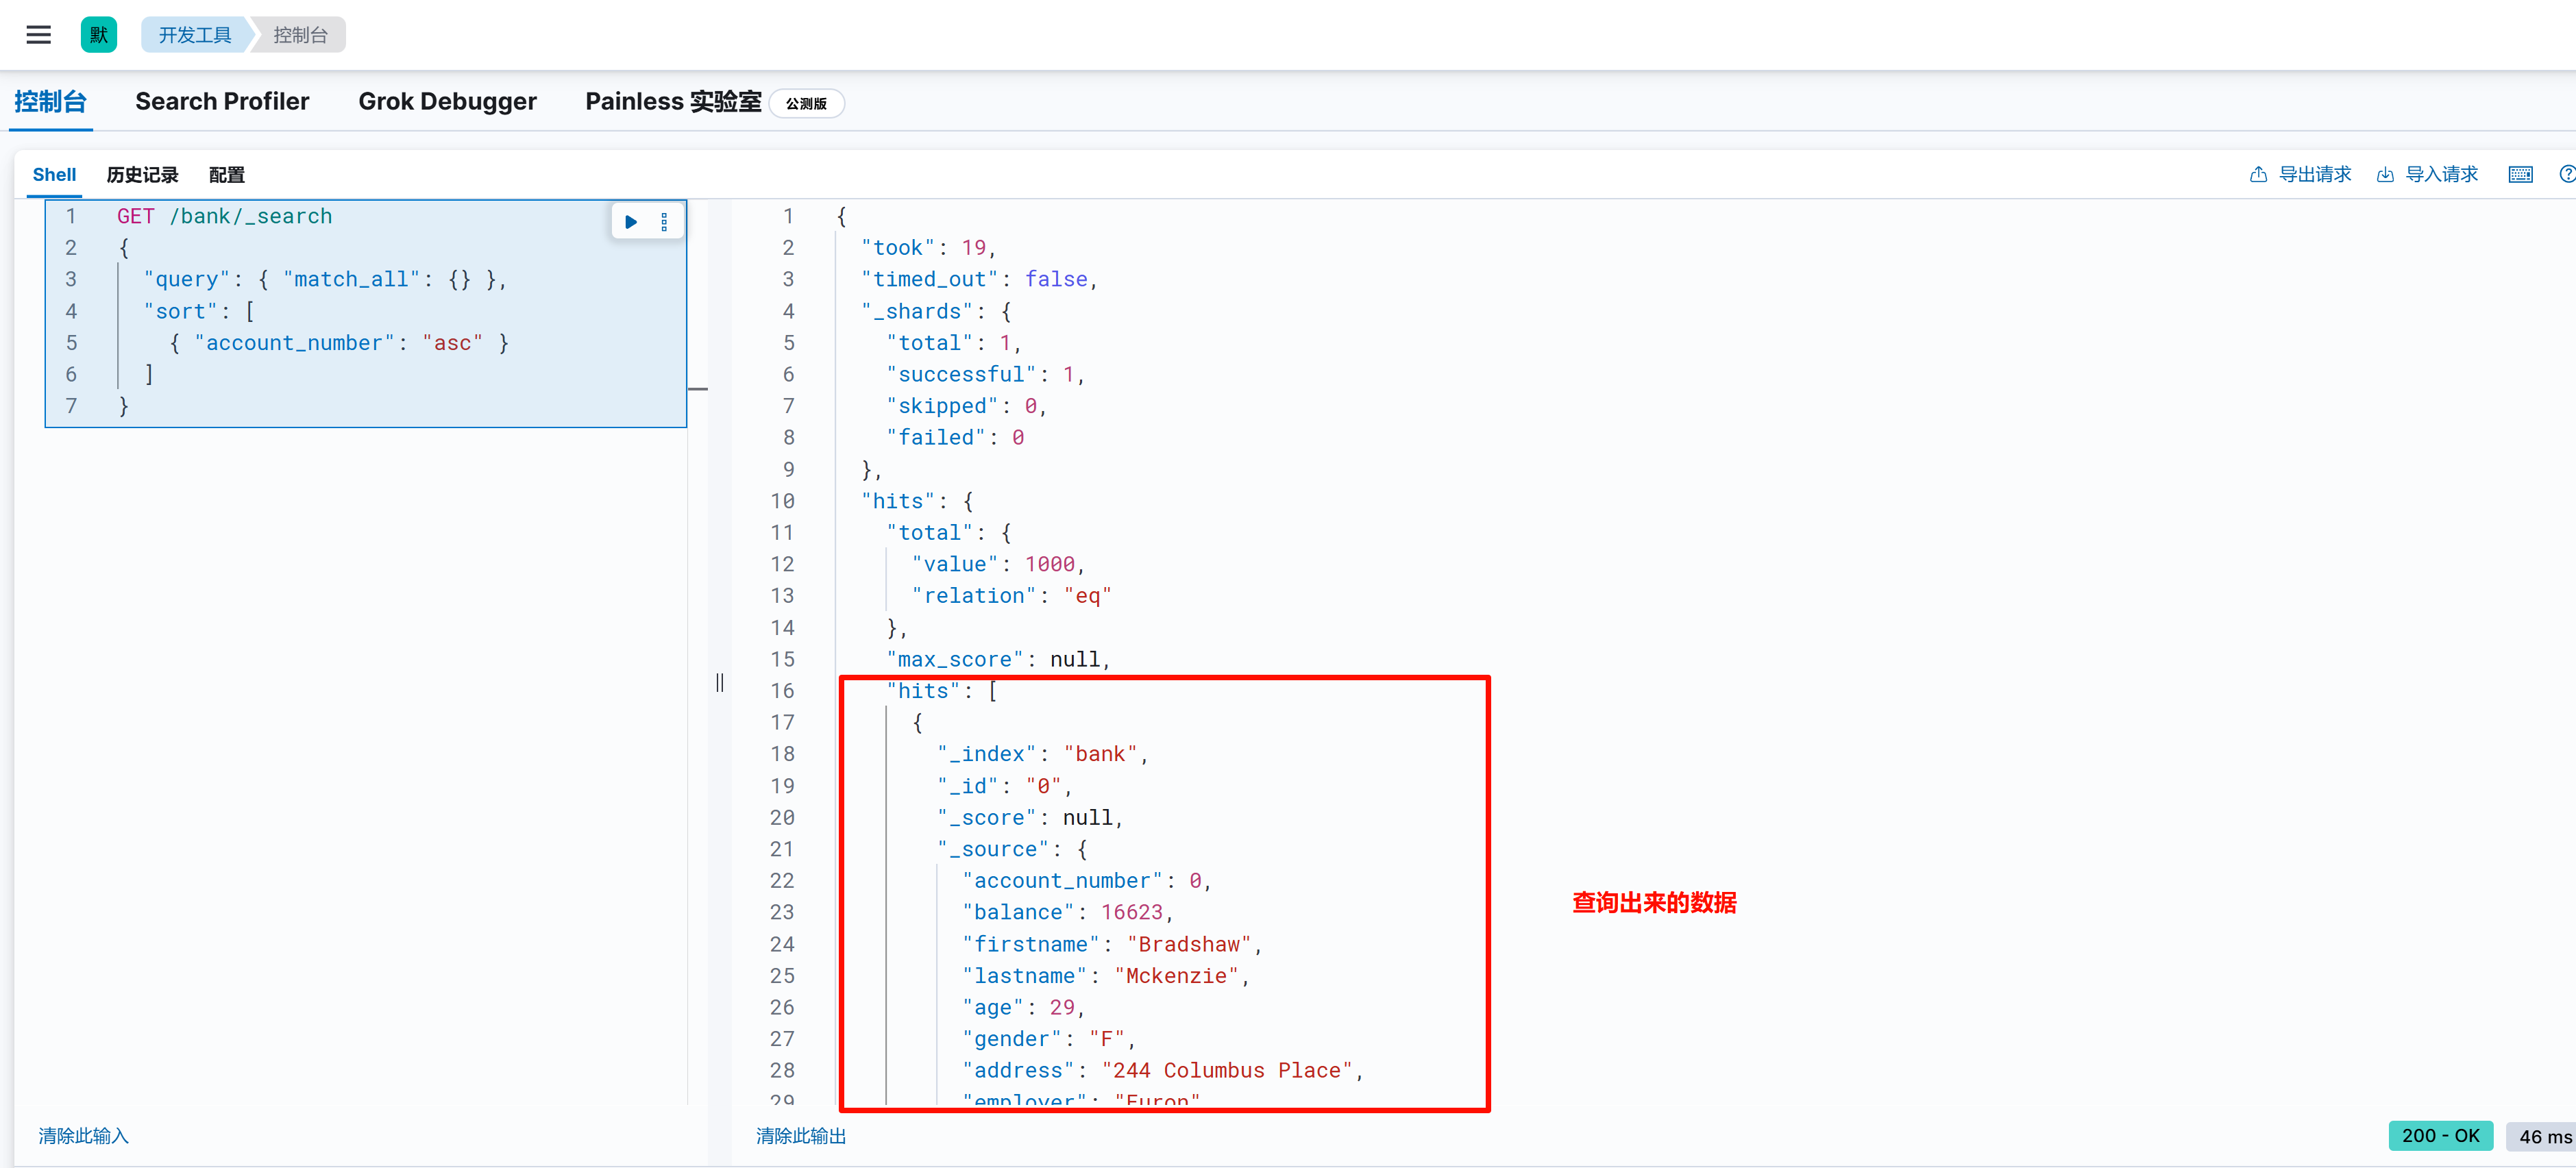 默 开发工具 控制台
控制台 Search Profiler Grok Debugger Painless 实验室 公测版
Shell 历史记录 配置 导出请求 导入请求
1 GET /bank/_search
2 {
3 "query": { "match_all": {} },
4 "sort": [
5 { "account_number": "asc" }
6 ]
7 }
1 {
2 "took": 19,
3 "timed_out": false,
4 "_shards": {
5 "total": 1,
6 "successful": 1,
7 "skipped": 0,
8 "failed": 0
9 },
10 "hits": {
11 "total": {
12 "value": 1000,
13 "relation": "eq"
14 },
15 "max_score": null,
16 "hits": [
17 {
18 "_index": "bank",
19 "_id": "0",
20 "_score": null,
21 "_source": {
22 "account_number": 0,
23 "balance": 16623,
24 "firstname": "Bradshaw",
25 "lastname": "Mckenzie",
26 "age": 29,
27 "gender": "F",
28 "address": "244 Columbus Place",
29 "employer": "Euron"
查询出来的数据
清除此输入 清除此输出 200 - OK 46 ms